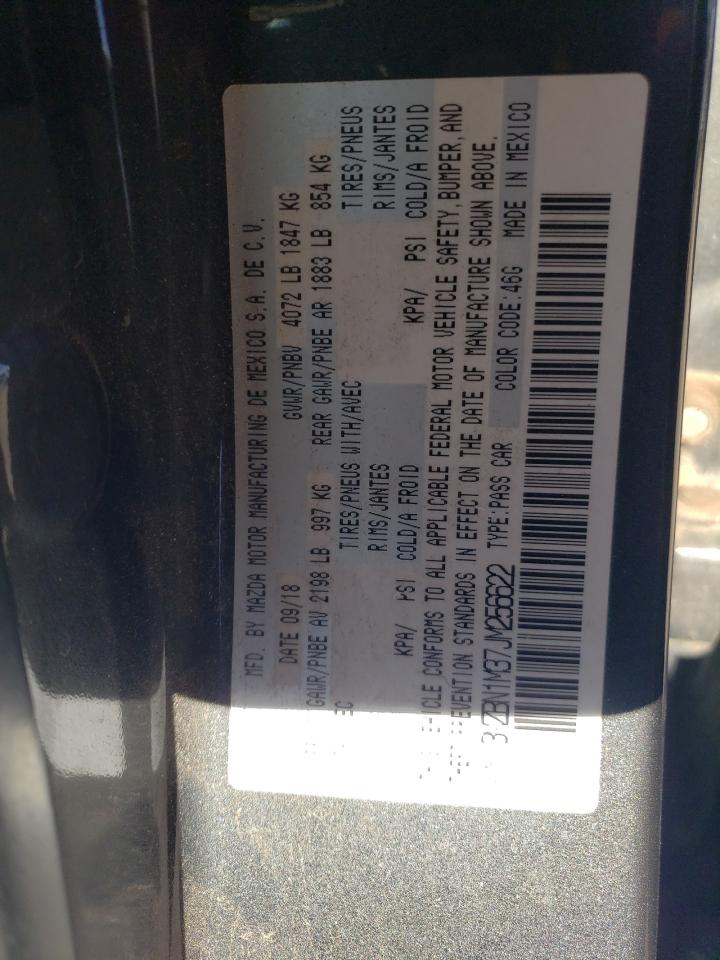 MFD. BY MAZDA MOTOR MANUFACTURING DE MEXICO S.A. DE C.V.
DATE 09/18 GVWR/PNBV 4072 LB 1847 KG
GAWR/PNBE AV 2198 LB 997 KG REAR GAWR/PNBE AR 1883 LB 854 KG
EC TIRES/PNEUS WITH/AVEC TIRES/PNEUS
RIMS/JANTES RIMS/JANTES
KPA/ PSI COLD/A FROID KPA/ PSI COLD/A FROID
VEHICLE CONFORMS TO ALL APPLICABLE FEDERAL MOTOR VEHICLE SAFETY, BUMPER, AND
PREVENTION STANDARDS IN EFFECT ON THE DATE OF MANUFACTURE SHOWN ABOVE.
3MZBN1M37JM256622 TYPE:PASS CAR COLOR CODE:46G MADE IN MEXICO